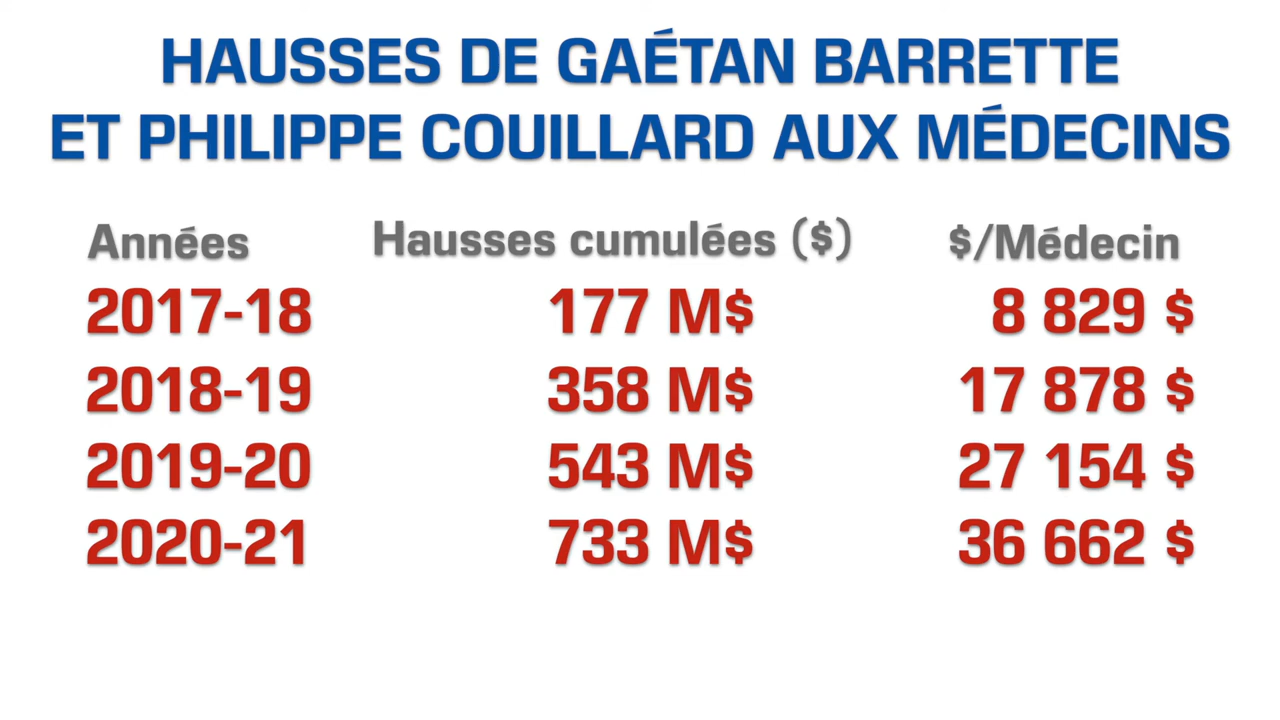 HAUSSES DE GAÉTAN BARRETTE
ET PHILIPPE COUILLARD AUX MÉDECINS
Années Hausses cumulées ($) $/Médecin
2017-18 177 M$ 8 829 $
2018-19 358 M$ 17 878 $
2019-20 543 M$ 27 154 $
2020-21 733 M$ 36 662 $